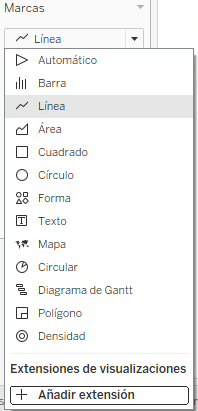 Marcas
Línea
Automático
Barra
Línea
Área
Cuadrado
Círculo
Forma
Texto
Mapa
Circular
Diagrama de Gantt
Polígono
Densidad
Extensiones de visualizaciones
Añadir extensión